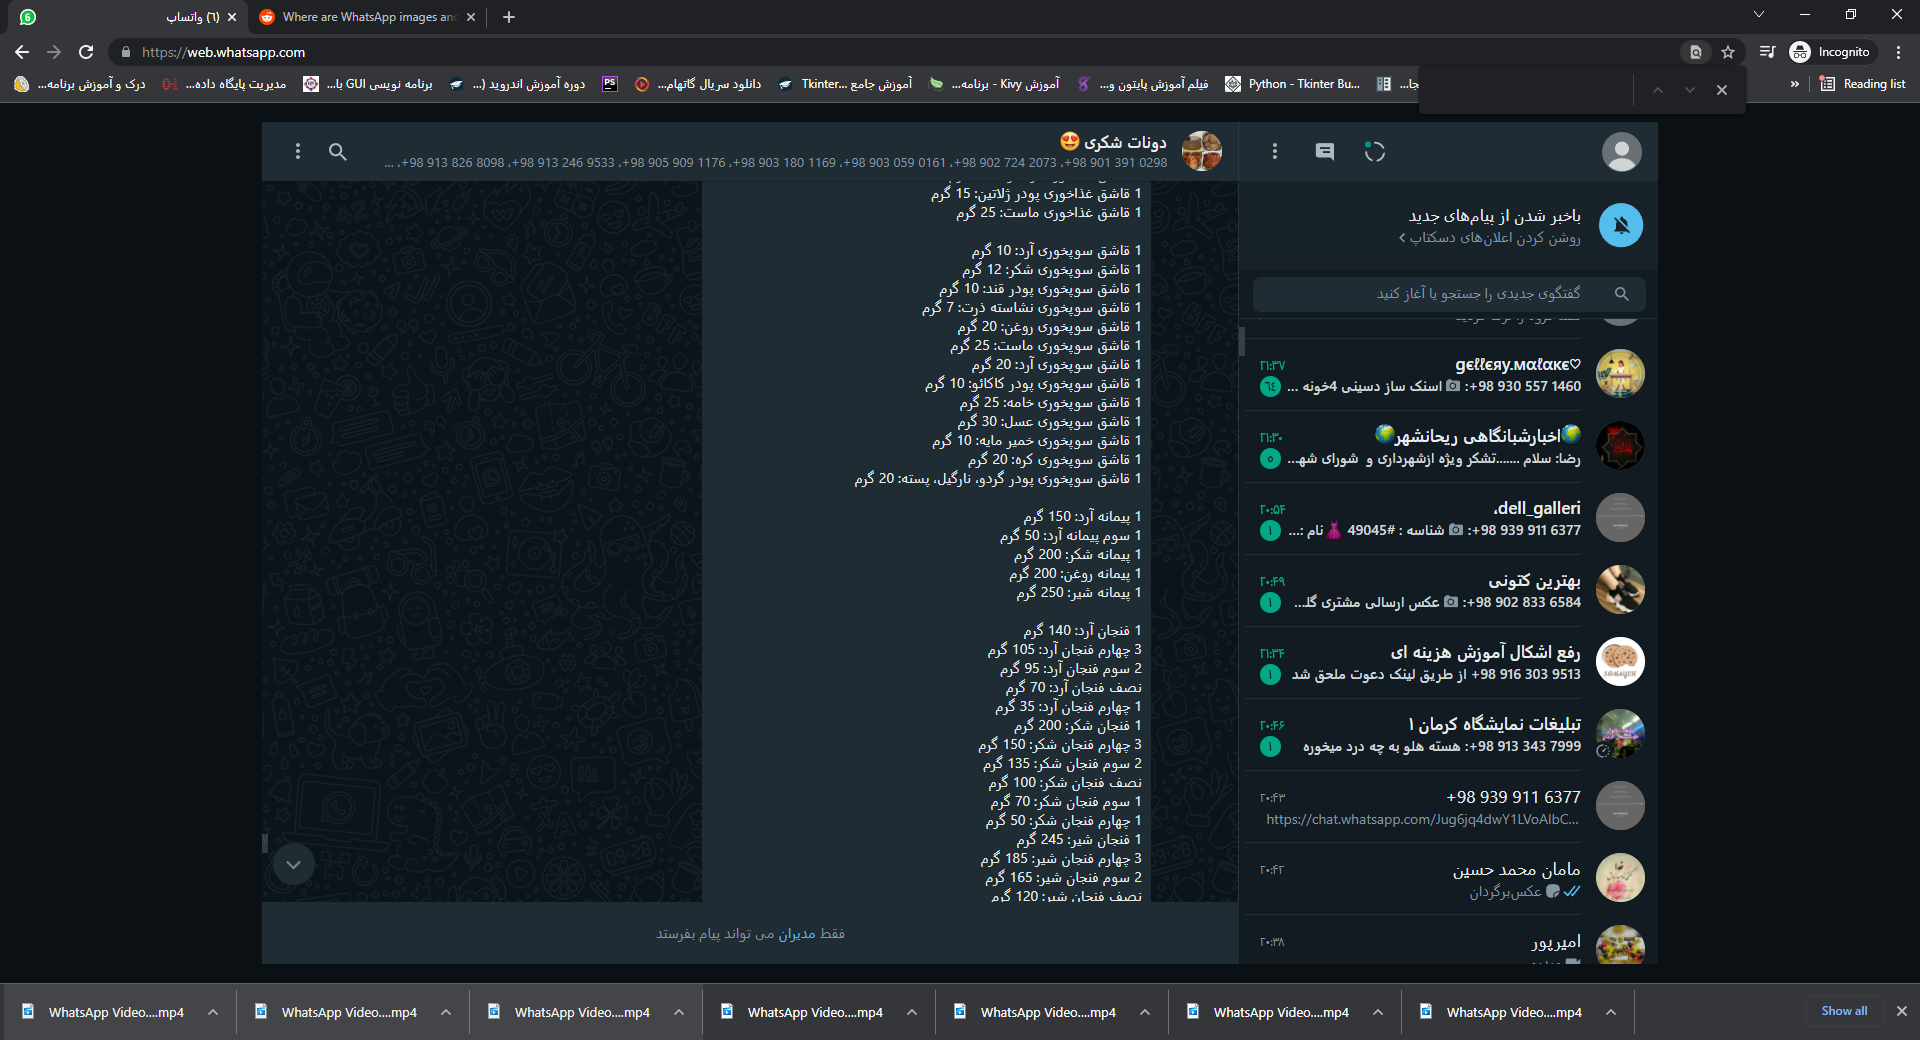 (٦) واتساپ
Where are WhatsApp images and
https://web.whatsapp.com
Incognito
درک و آموزش برنامه...
مدیریت پایگاه داده...
برنامه نویسی GUI با...
دوره آموزش اندروید (...
PS
دانلود سریال گاتهام...
آموزش جامع Tkinter...
آموزش Kivy - برنامه...
فیلم آموزش پایتون و...
Python - Tkinter Bu...
جا...
Reading list
دونات شکری 😍
+98 901 391 0298، +98 902 724 2073، +98 903 059 0161، +98 903 180 1169، +98 905 909 1176، +98 913 246 9533، +98 913 826 8098، ...
1 قاشق غذاخوری پودر ژلاتین: 15 گرم
1 قاشق غذاخوری ماست: 25 گرم
1 قاشق سوپخوری آرد: 10 گرم
1 قاشق سوپخوری شکر: 12 گرم
1 قاشق سوپخوری پودر قند: 10 گرم
1 قاشق سوپخوری نشاسته ذرت: 7 گرم
1 قاشق سوپخوری روغن: 20 گرم
1 قاشق سوپخوری ماست: 25 گرم
1 قاشق سوپخوری آرد: 20 گرم
1 قاشق سوپخوری پودر کاکائو: 10 گرم
1 قاشق سوپخوری خامه: 25 گرم
1 قاشق سوپخوری عسل: 30 گرم
1 قاشق سوپخوری خمیر مایه: 10 گرم
1 قاشق سوپخوری کره: 20 گرم
1 قاشق سوپخوری پودر گردو، نارگیل، پسته: 20 گرم
1 پیمانه آرد: 150 گرم
1 سوم پیمانه آرد: 50 گرم
1 پیمانه شکر: 200 گرم
1 پیمانه روغن: 200 گرم
1 پیمانه شیر: 250 گرم
1 فنجان آرد: 140 گرم
3 چهارم فنجان آرد: 105 گرم
2 سوم فنجان آرد: 95 گرم
نصف فنجان آرد: 70 گرم
1 چهارم فنجان آرد: 35 گرم
1 فنجان شکر: 200 گرم
3 چهارم فنجان شکر: 150 گرم
2 سوم فنجان شکر: 135 گرم
نصف فنجان شکر: 100 گرم
1 سوم فنجان شکر: 70 گرم
1 چهارم فنجان شکر: 50 گرم
1 فنجان شیر: 245 گرم
3 چهارم فنجان شیر: 185 گرم
2 سوم فنجان شیر: 165 گرم
نصف فنجان شیر: 120 گرم
فقط مدیران می تواند پیام بفرستد
باخبر شدن از پیام‌های جدید
روشن کردن اعلان‌های دسکتاپ ›
گفتگوی جدیدی را جستجو یا آغاز کنید
gєℓℓєяy.мαℓαкє♡
۲۱:۳۷
+98 930 557 1460: 📷 اسنک ساز دسینی 4خونه ...
٦٤
🌍اخبارشبانگاهی ریحانشهر🌍
۲۱:۳۰
رضا: سلام .......تشکر ویژه ازشهرداری و شورای شهـ...
٥
dell_galleri،
۲۰:۵۴
+98 939 911 6377: 📷 شناسه : #49045 👗نام :...
١
بهترین کتونی
۲۰:۴۹
+98 902 833 6584: 📷 عکس ارسالی مشتری گلـ...
١
رفع اشکال آموزش هزینه ای
۲۱:۳۴
+98 916 303 9513 از طریق لینک دعوت ملحق شد
١
SOMAYEH
تبلیغات نمایشگاه کرمان ۱
۲۰:۴۶
+98 913 343 7999: هسته هلو به چه درد میخوره
١
+98 939 911 6377
۲۰:۴۳
https://chat.whatsapp.com/Jug6jq4dwY1LVoAlbC...
مامان محمد حسین
۲۰:۴۲
عکس‌برگردان
امیرپور
۲۰:۳۸
WhatsApp Video....mp4
WhatsApp Video....mp4
WhatsApp Video....mp4
WhatsApp Video....mp4
WhatsApp Video....mp4
WhatsApp Video....mp4
WhatsApp Video....mp4
Show all